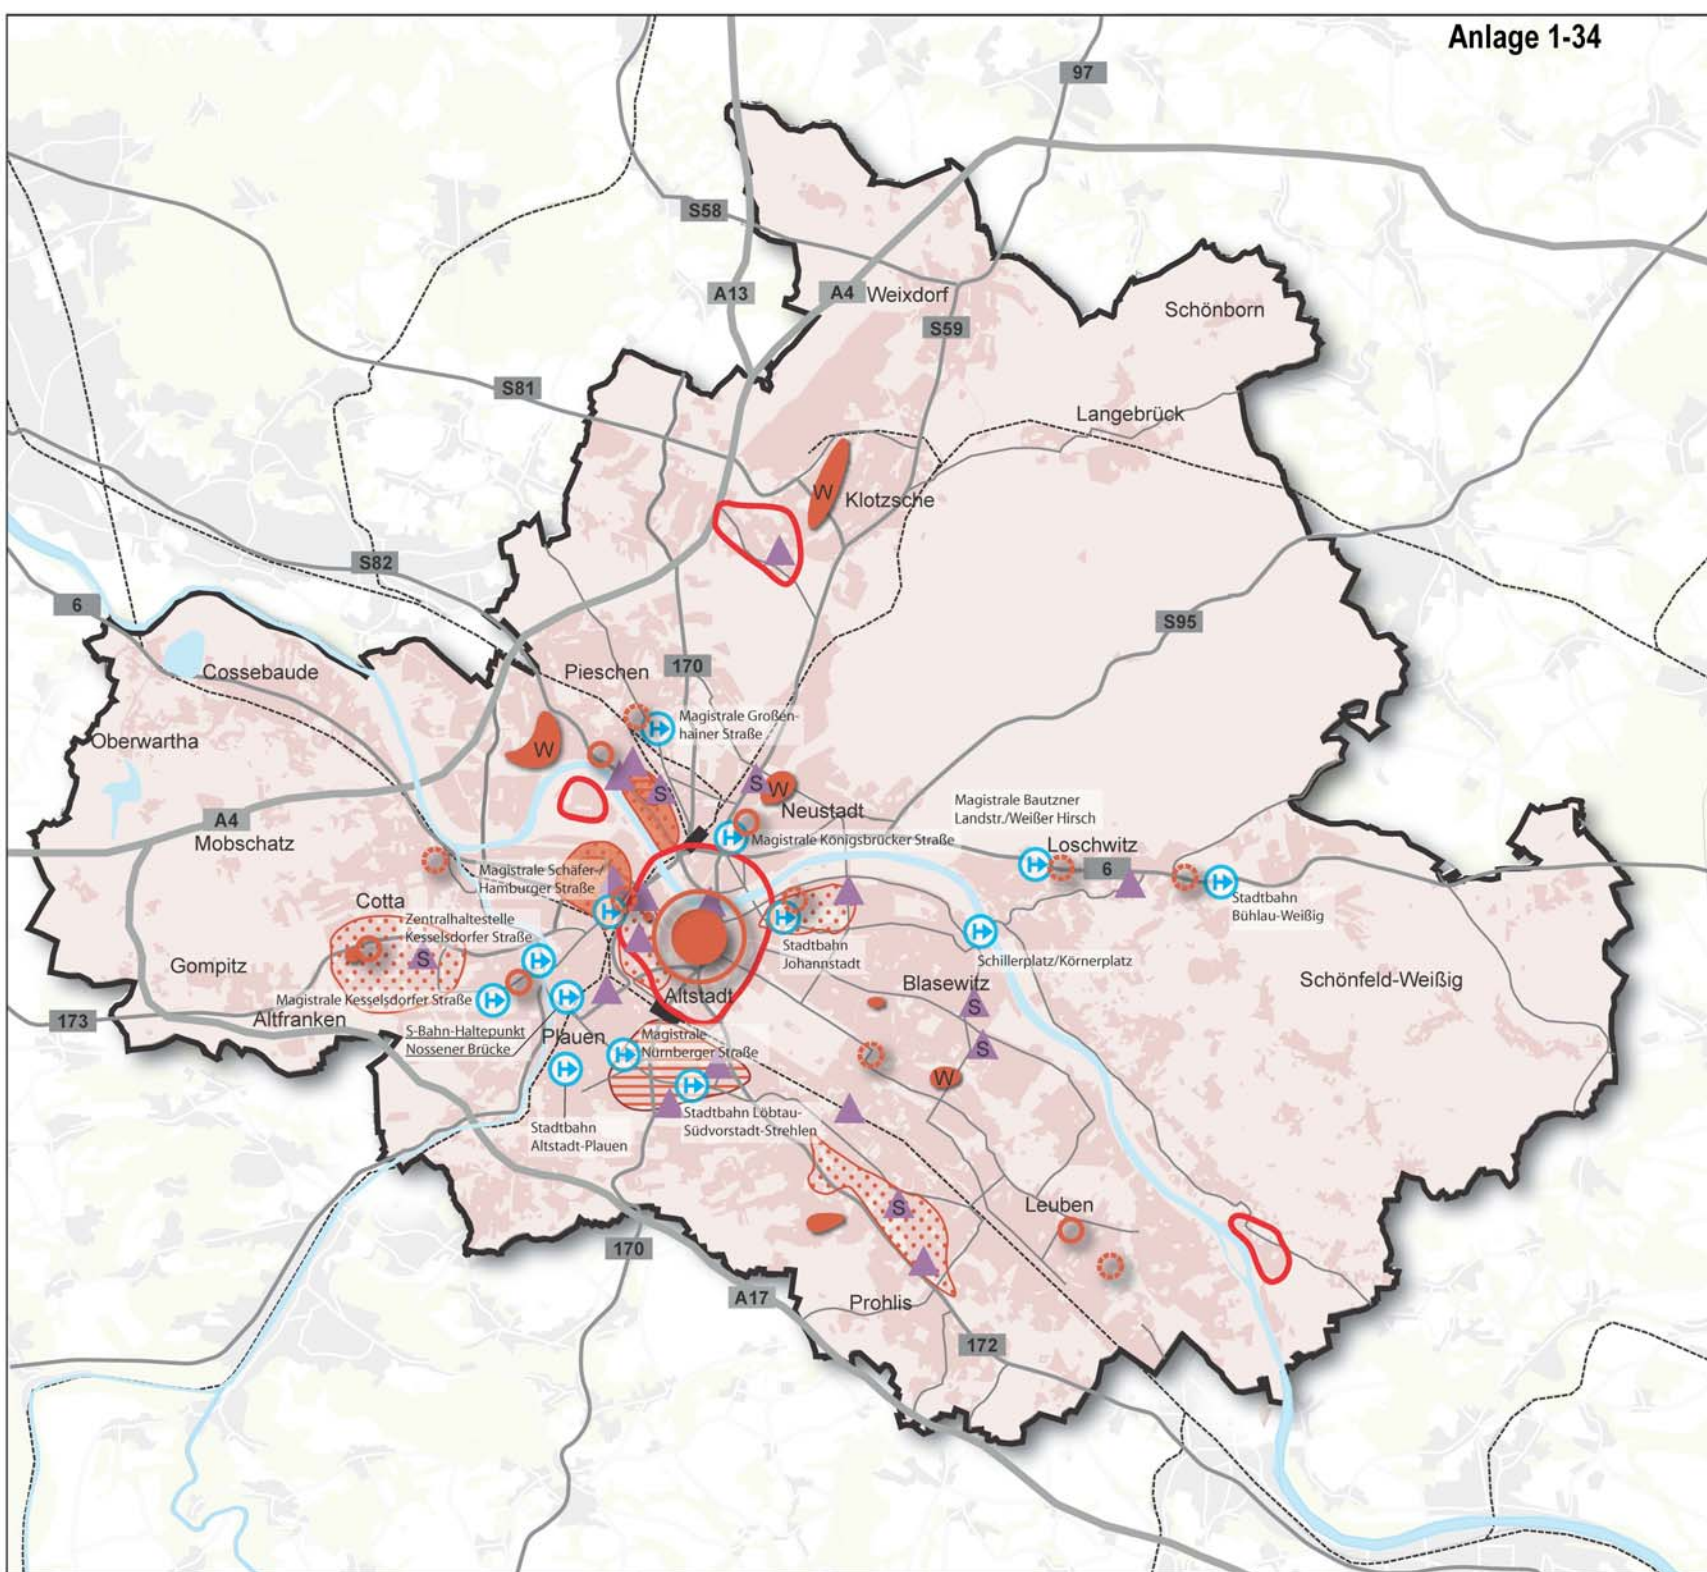 Anlage 1-34
97
S58
A13
A4
Weixdorf
Schönborn
S59
S81
Langebrück
W
Klotzsche
S82
6
S95
Cossebaude
Pieschen
170
Oberwartha
Magistrale Großen-
hainer Straße
W
S
S
W
Neustadt
A4
Mobschatz
Magistrale Bautzner
Landstr./Weißer Hirsch
Magistrale Königsbrücker Straße
Loschwitz
6
Magistrale Schäfer-/
Hamburger Straße
Stadtbahn
Bühlau-Weißig
Cotta
Zentralhaltestelle
Kesselsdorfer Straße
S
Stadtbahn
Johannstadt
Schillerplatz/Körnerplatz
Gompitz
Blasewitz
Schönfeld-Weißig
Magistrale Kesselsdorfer Straße
Altstadt
S
173
Altfranken
S-Bahn-Haltepunkt
Nossener Brücke
Plauen
Magistrale
Nürnberger Straße
S
W
Stadtbahn Löbtau-
Südvorstadt-Strehlen
Stadtbahn
Altstadt-Plauen
S
Leuben
170
A17
Prohlis
172